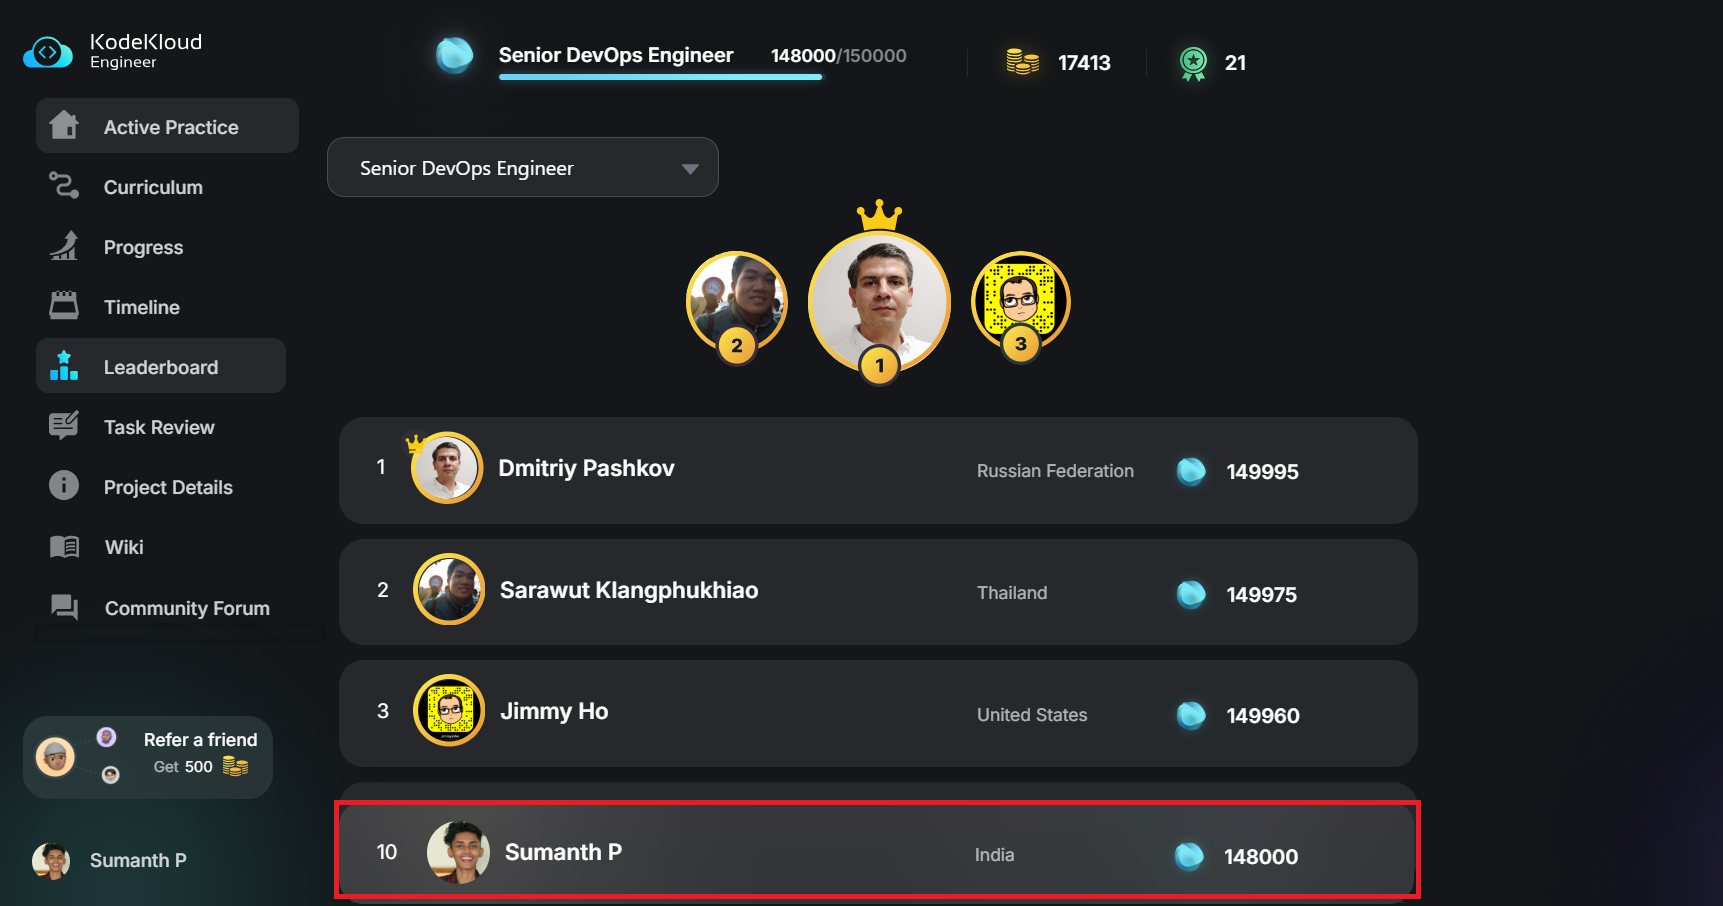 KodeKloud
Engineer
Senior DevOps Engineer 148000/150000
17413
21
Active Practice
Curriculum
Progress
Timeline
Leaderboard
Task Review
Project Details
Wiki
Community Forum
Refer a friend
Get 500
Sumanth P
Senior DevOps Engineer
2
1
3
1 Dmitriy Pashkov Russian Federation 149995
2 Sarawut Klangphukhiao Thailand 149975
3 Jimmy Ho United States 149960
10 Sumanth P India 148000